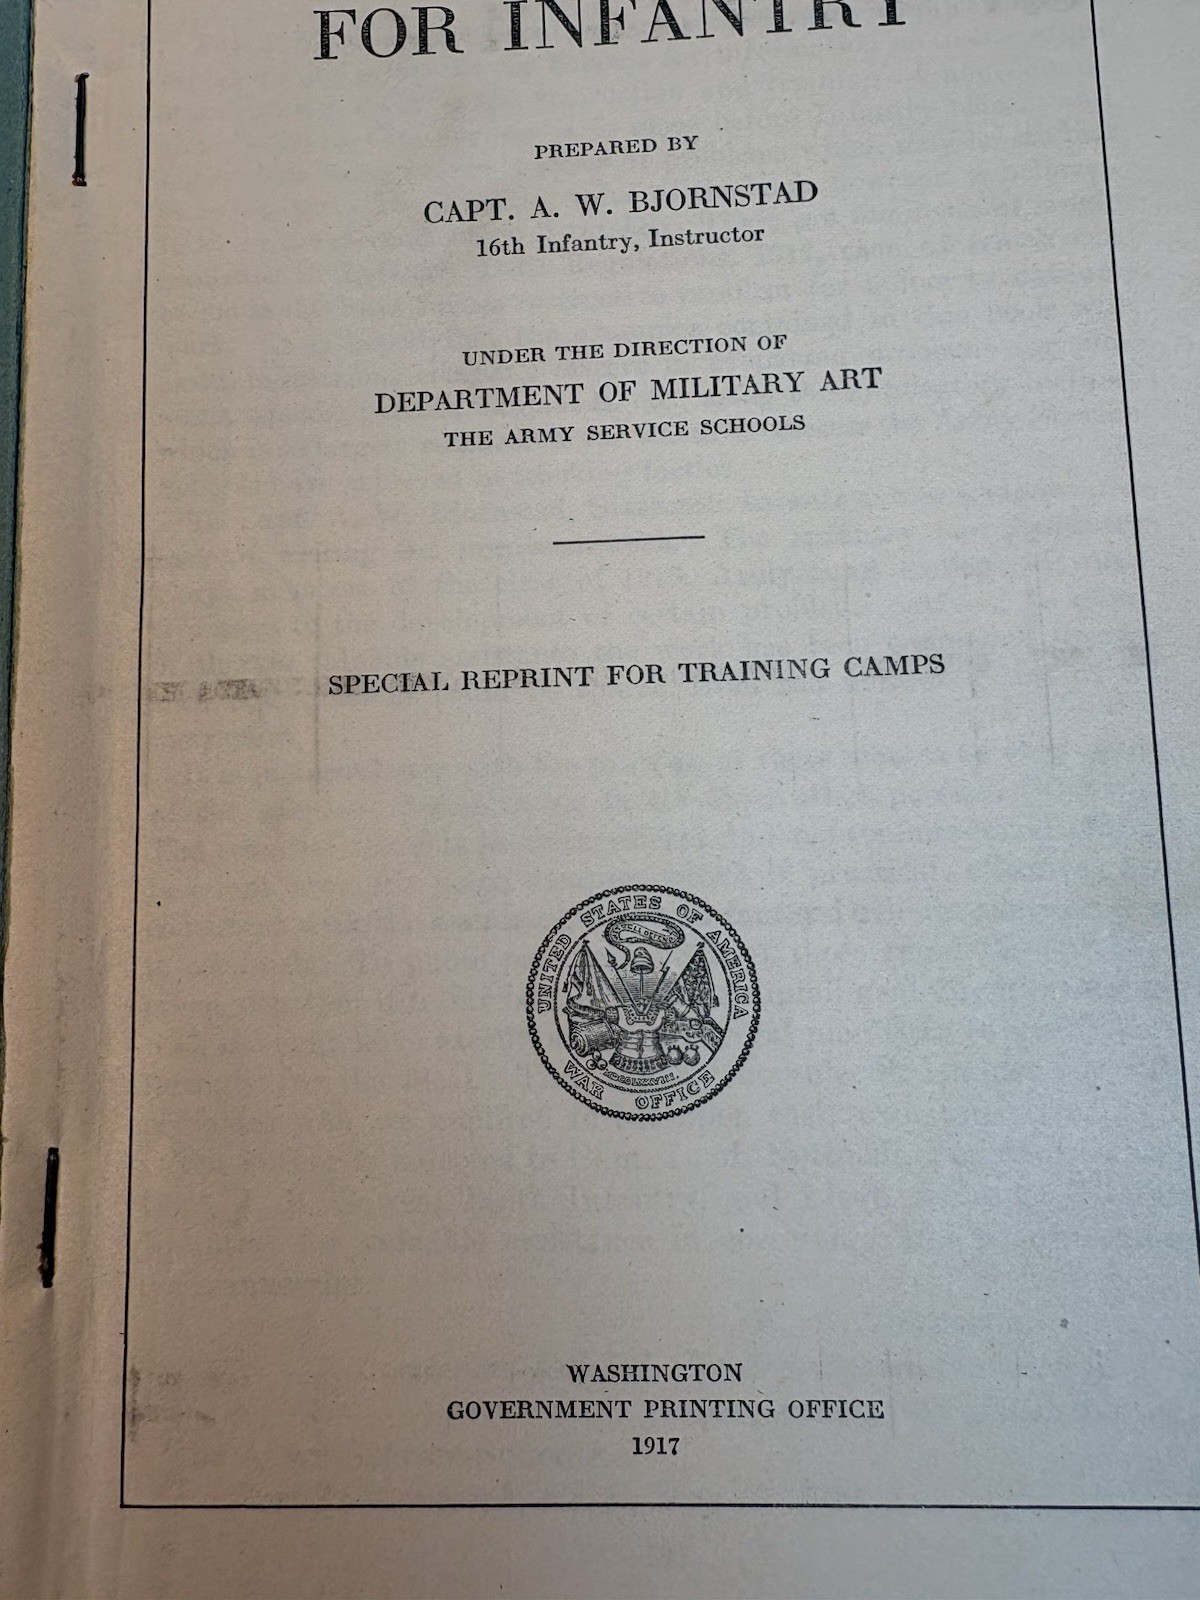 FOR INFANTRY
PREPARED BY
CAPT. A. W. BJORNSTAD
16th Infantry, Instructor
UNDER THE DIRECTION OF
DEPARTMENT OF MILITARY ART
THE ARMY SERVICE SCHOOLS
SPECIAL REPRINT FOR TRAINING CAMPS
UNITED STATES OF AMERICA
WAR OFFICE
WASHINGTON
GOVERNMENT PRINTING OFFICE
1917